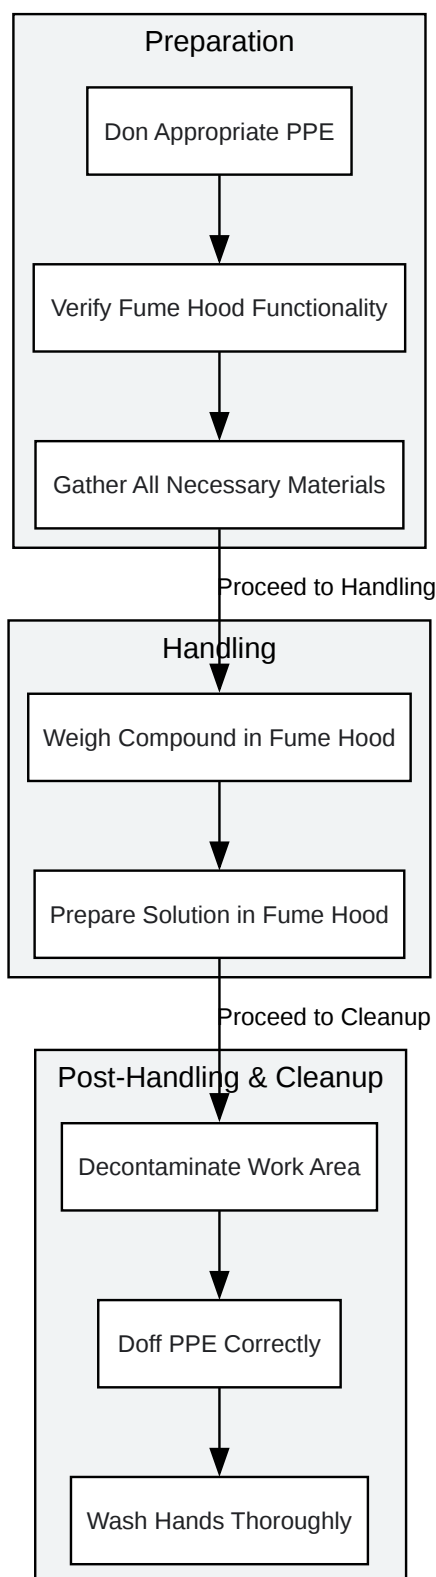 Preparation
Don Appropriate PPE
Verify Fume Hood Functionality
Gather All Necessary Materials
Proceed to Handling
Handling
Weigh Compound in Fume Hood
Prepare Solution in Fume Hood
Proceed to Cleanup
Post-Handling & Cleanup
Decontaminate Work Area
Doff PPE Correctly
Wash Hands Thoroughly